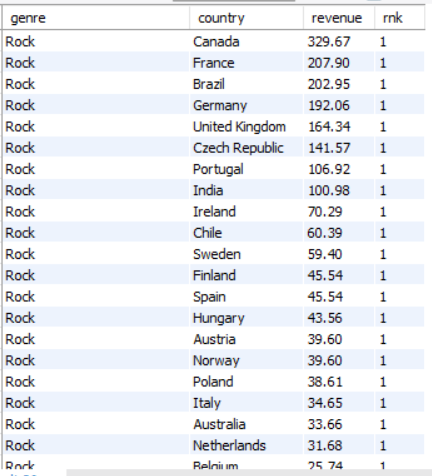 genre country revenue rnk
Rock Canada 329.67 1
Rock France 207.90 1
Rock Brazil 202.95 1
Rock Germany 192.06 1
Rock United Kingdom 164.34 1
Rock Czech Republic 141.57 1
Rock Portugal 106.92 1
Rock India 100.98 1
Rock Ireland 70.29 1
Rock Chile 60.39 1
Rock Sweden 59.40 1
Rock Finland 45.54 1
Rock Spain 45.54 1
Rock Hungary 43.56 1
Rock Austria 39.60 1
Rock Norway 39.60 1
Rock Poland 38.61 1
Rock Italy 34.65 1
Rock Australia 33.66 1
Rock Netherlands 31.68 1
Rock Belgium 25.74 1